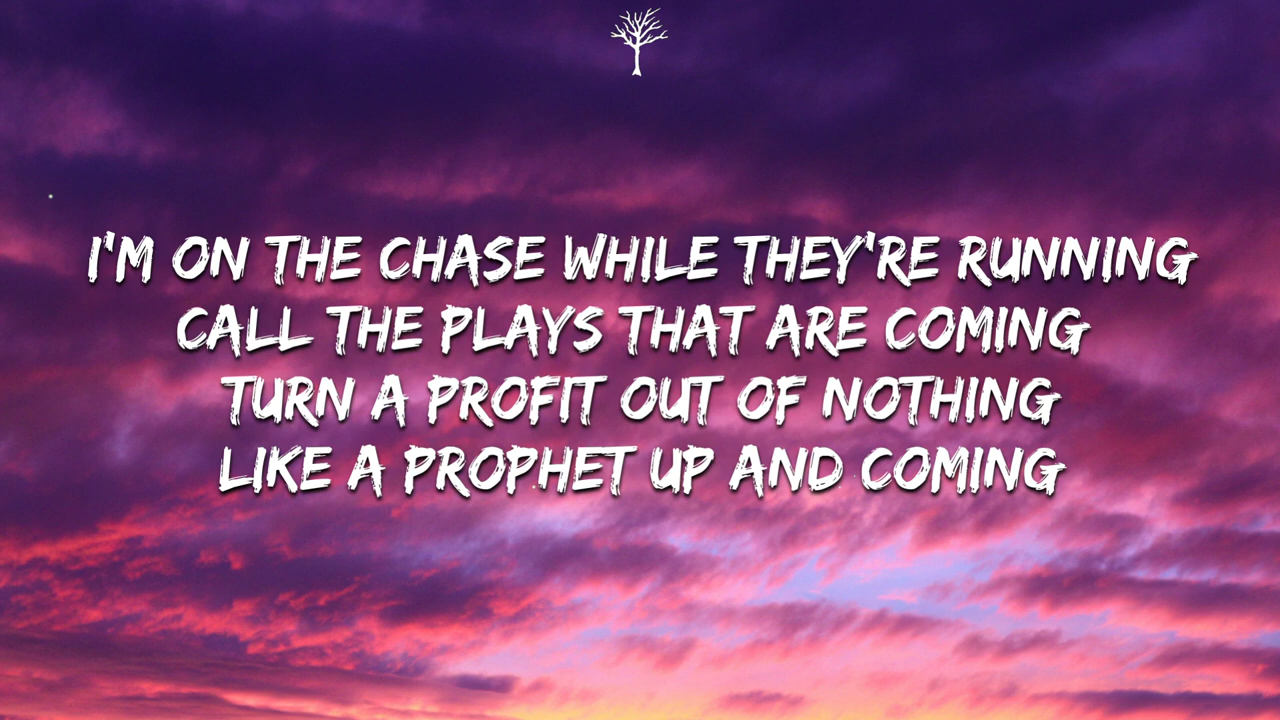 I'M ON THE CHASE WHILE THEY'RE RUNNING
CALL THE PLAYS THAT ARE COMING
TURN A PROFIT OUT OF NOTHING
LIKE A PROPHET UP AND COMING